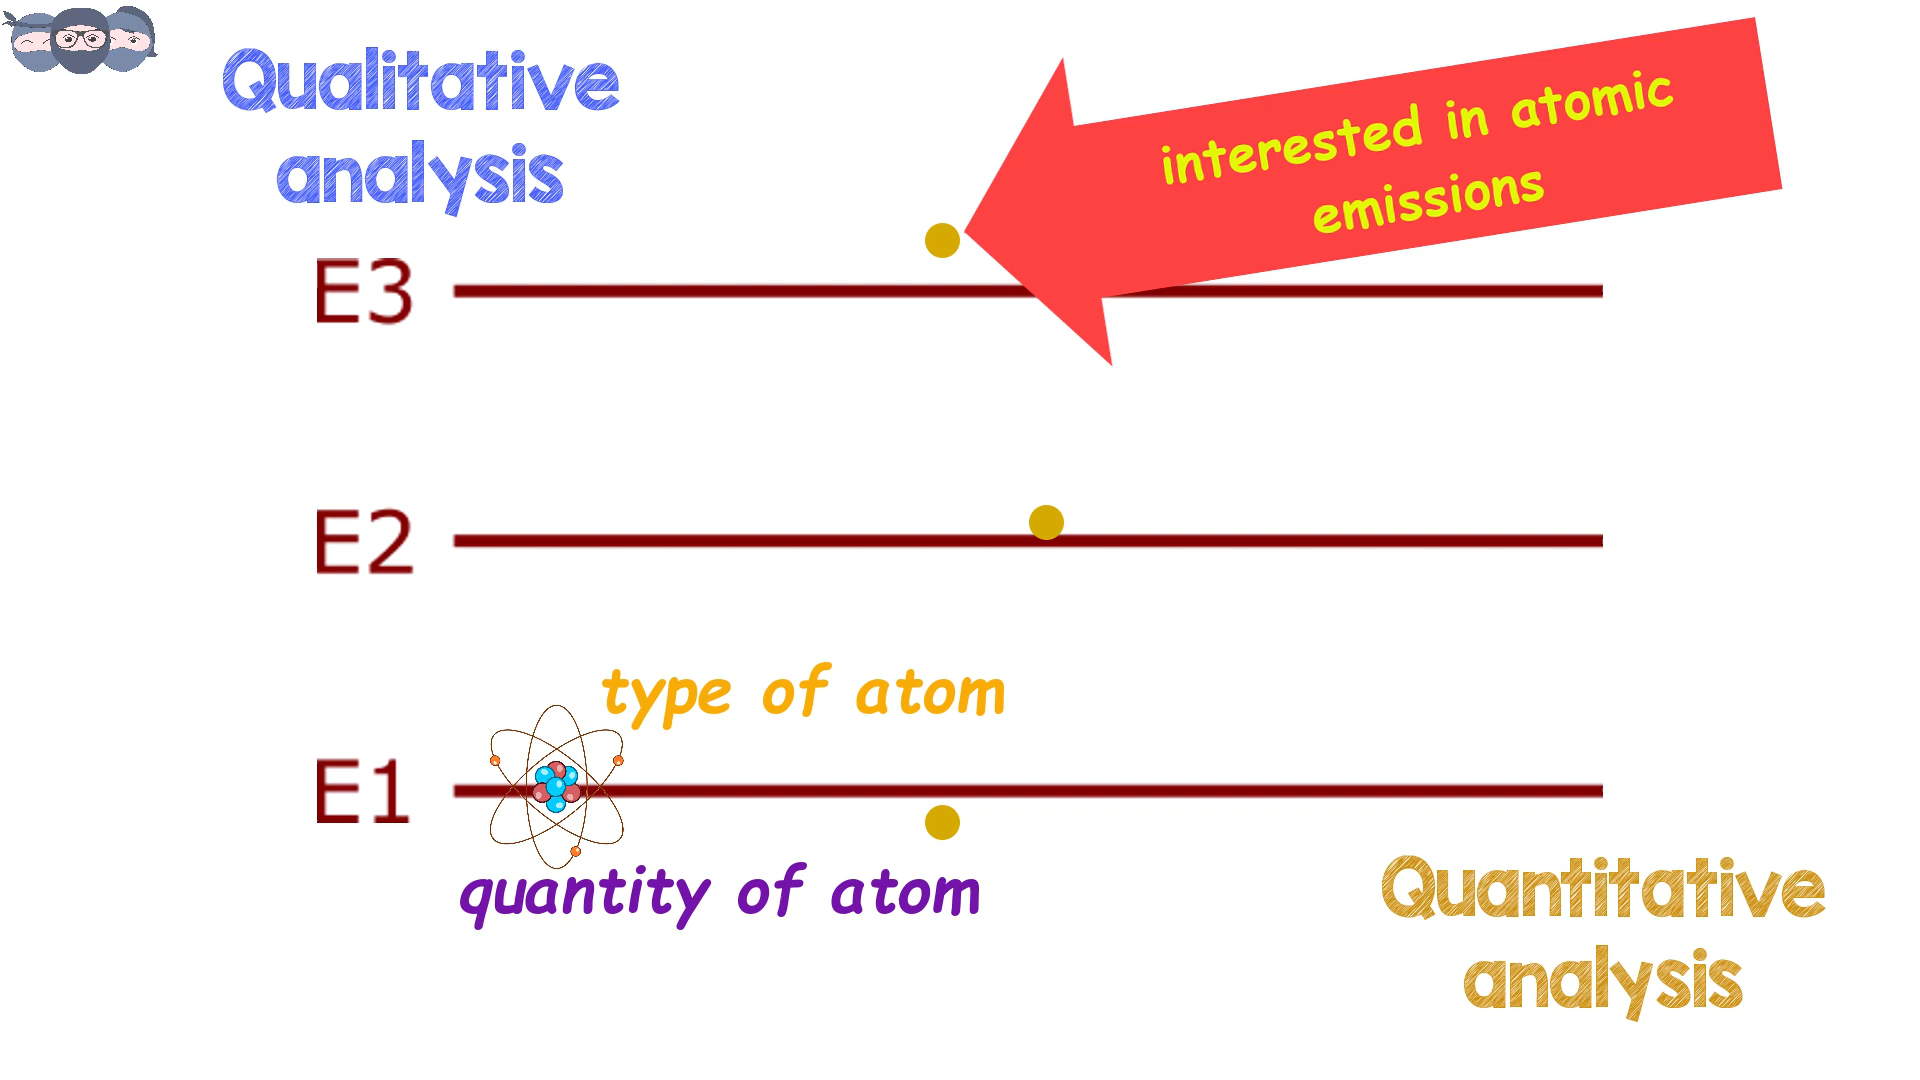 Qualitative
analysis
interested in atomic
emissions
E3
E2
type of atom
E1
quantity of atom
Quantitative
analysis